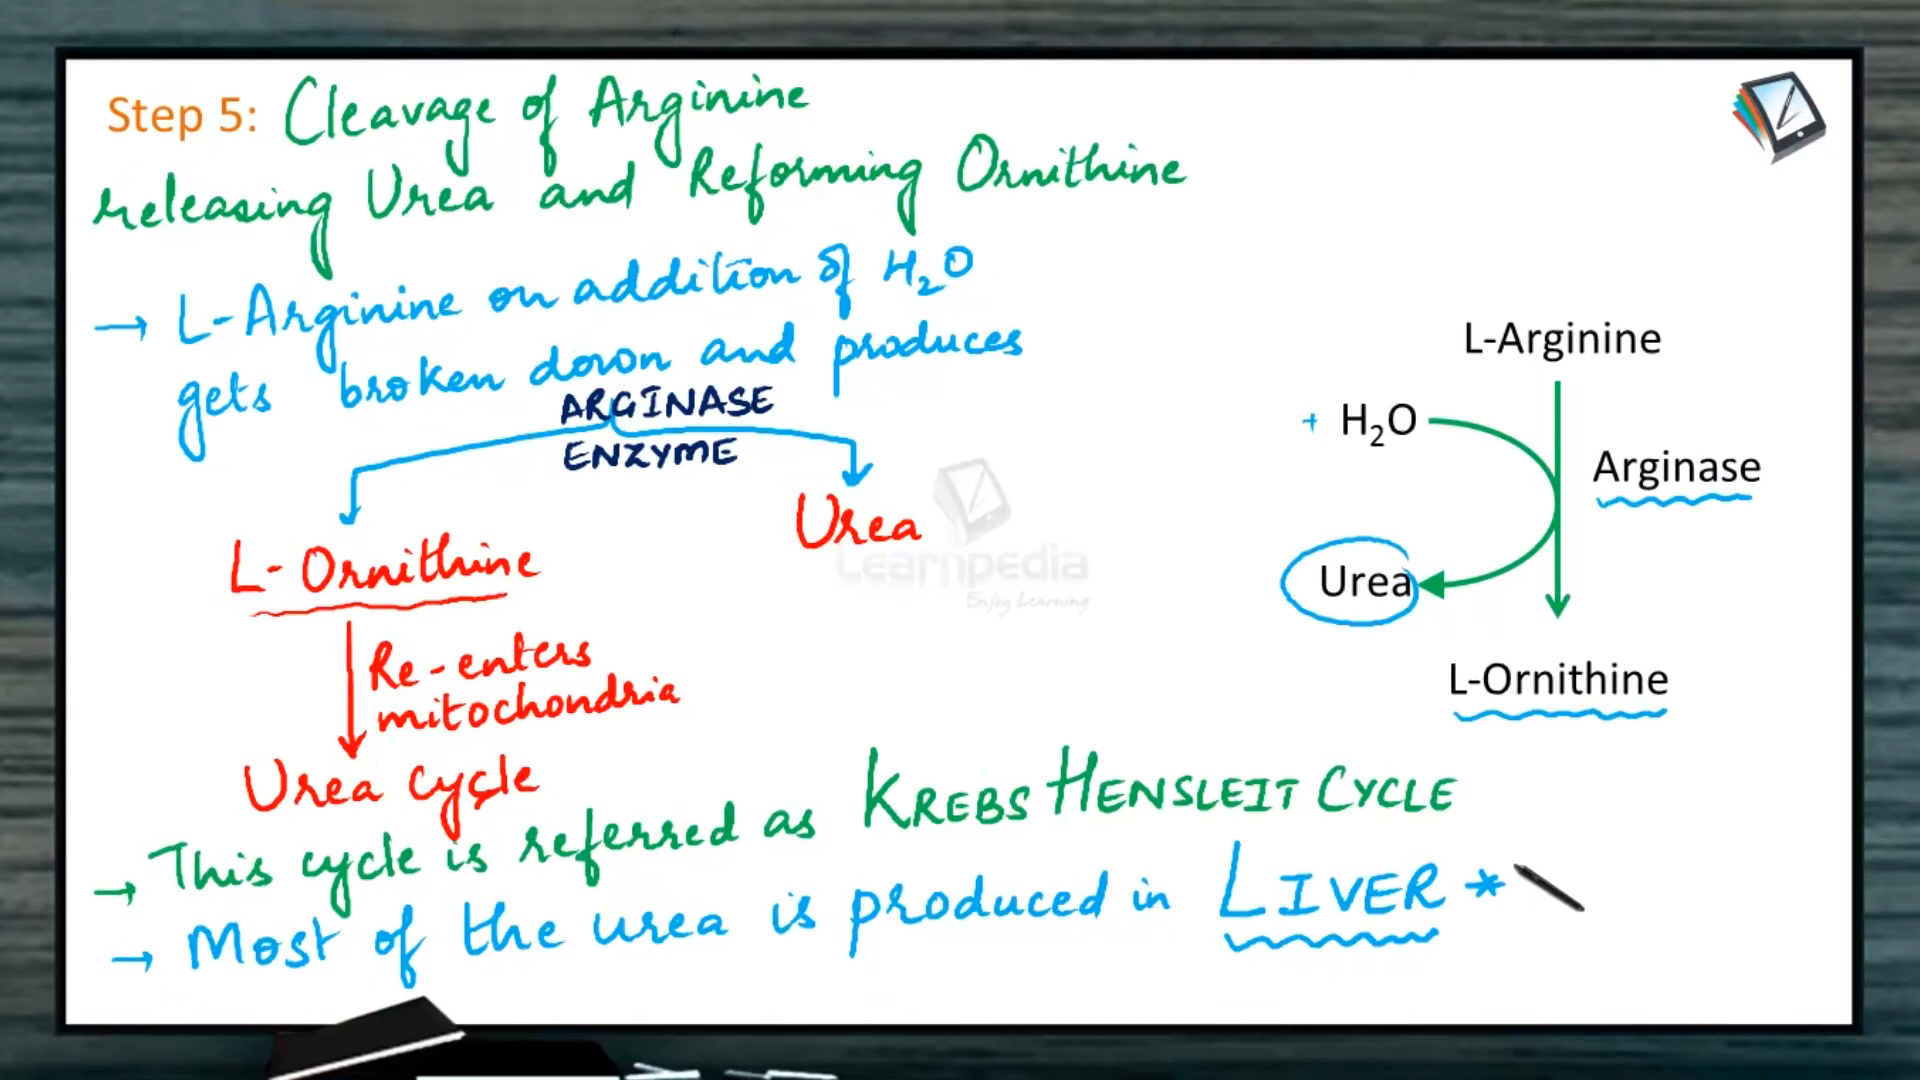 Step 5: Cleavage of Arginine
releasing Urea and Reforming Ornithine
→ L-Arginine on addition of H₂O
gets broken down and produces
ARGINASE
ENZYME
L-Ornithine
Urea
Re-enters
mitochondria
Urea cycle
L-Arginine
+ H₂O
Arginase
Urea
L-Ornithine
→ This cycle is referred as KREBS HENSLEIT CYCLE
→ Most of the urea is produced in LIVER *
Learnpedia
Enjoy Learning